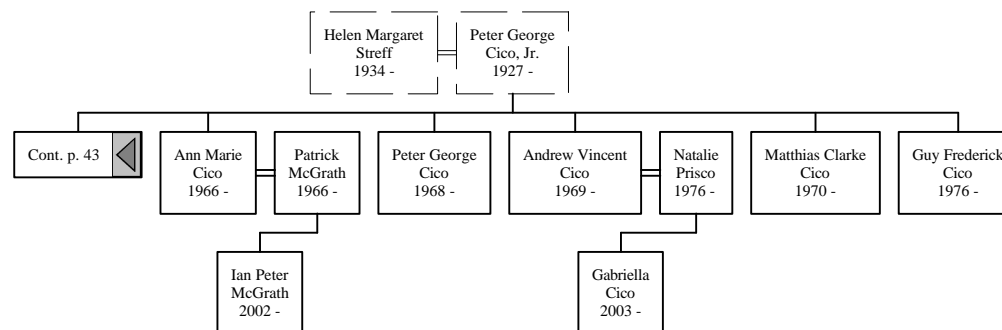 Helen Margaret
Streff
1934 -
Peter George
Cico, Jr.
1927 -
Cont. p. 43
Ann Marie
Cico
1966 -
Patrick
McGrath
1966 -
Peter George
Cico
1968 -
Andrew Vincent
Cico
1969 -
Natalie
Prisco
1976 -
Matthias Clarke
Cico
1970 -
Guy Frederick
Cico
1976 -
Ian Peter
McGrath
2002 -
Gabriella
Cico
2003 -